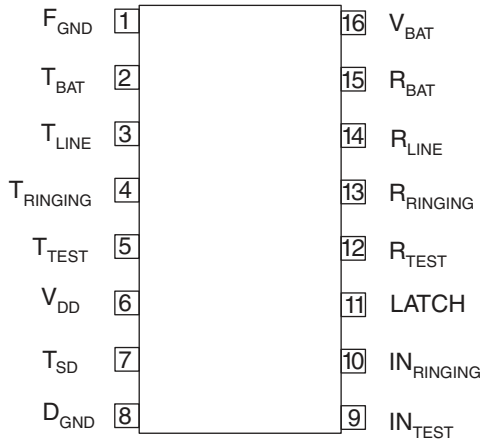 F_GND 1 16 V_BAT
T_BAT 2 15 R_BAT
T_LINE 3 14 R_LINE
T_RINGING 4 13 R_RINGING
T_TEST 5 12 R_TEST
V_DD 6 11 LATCH
T_SD 7 10 IN_RINGING
D_GND 8 9 IN_TEST